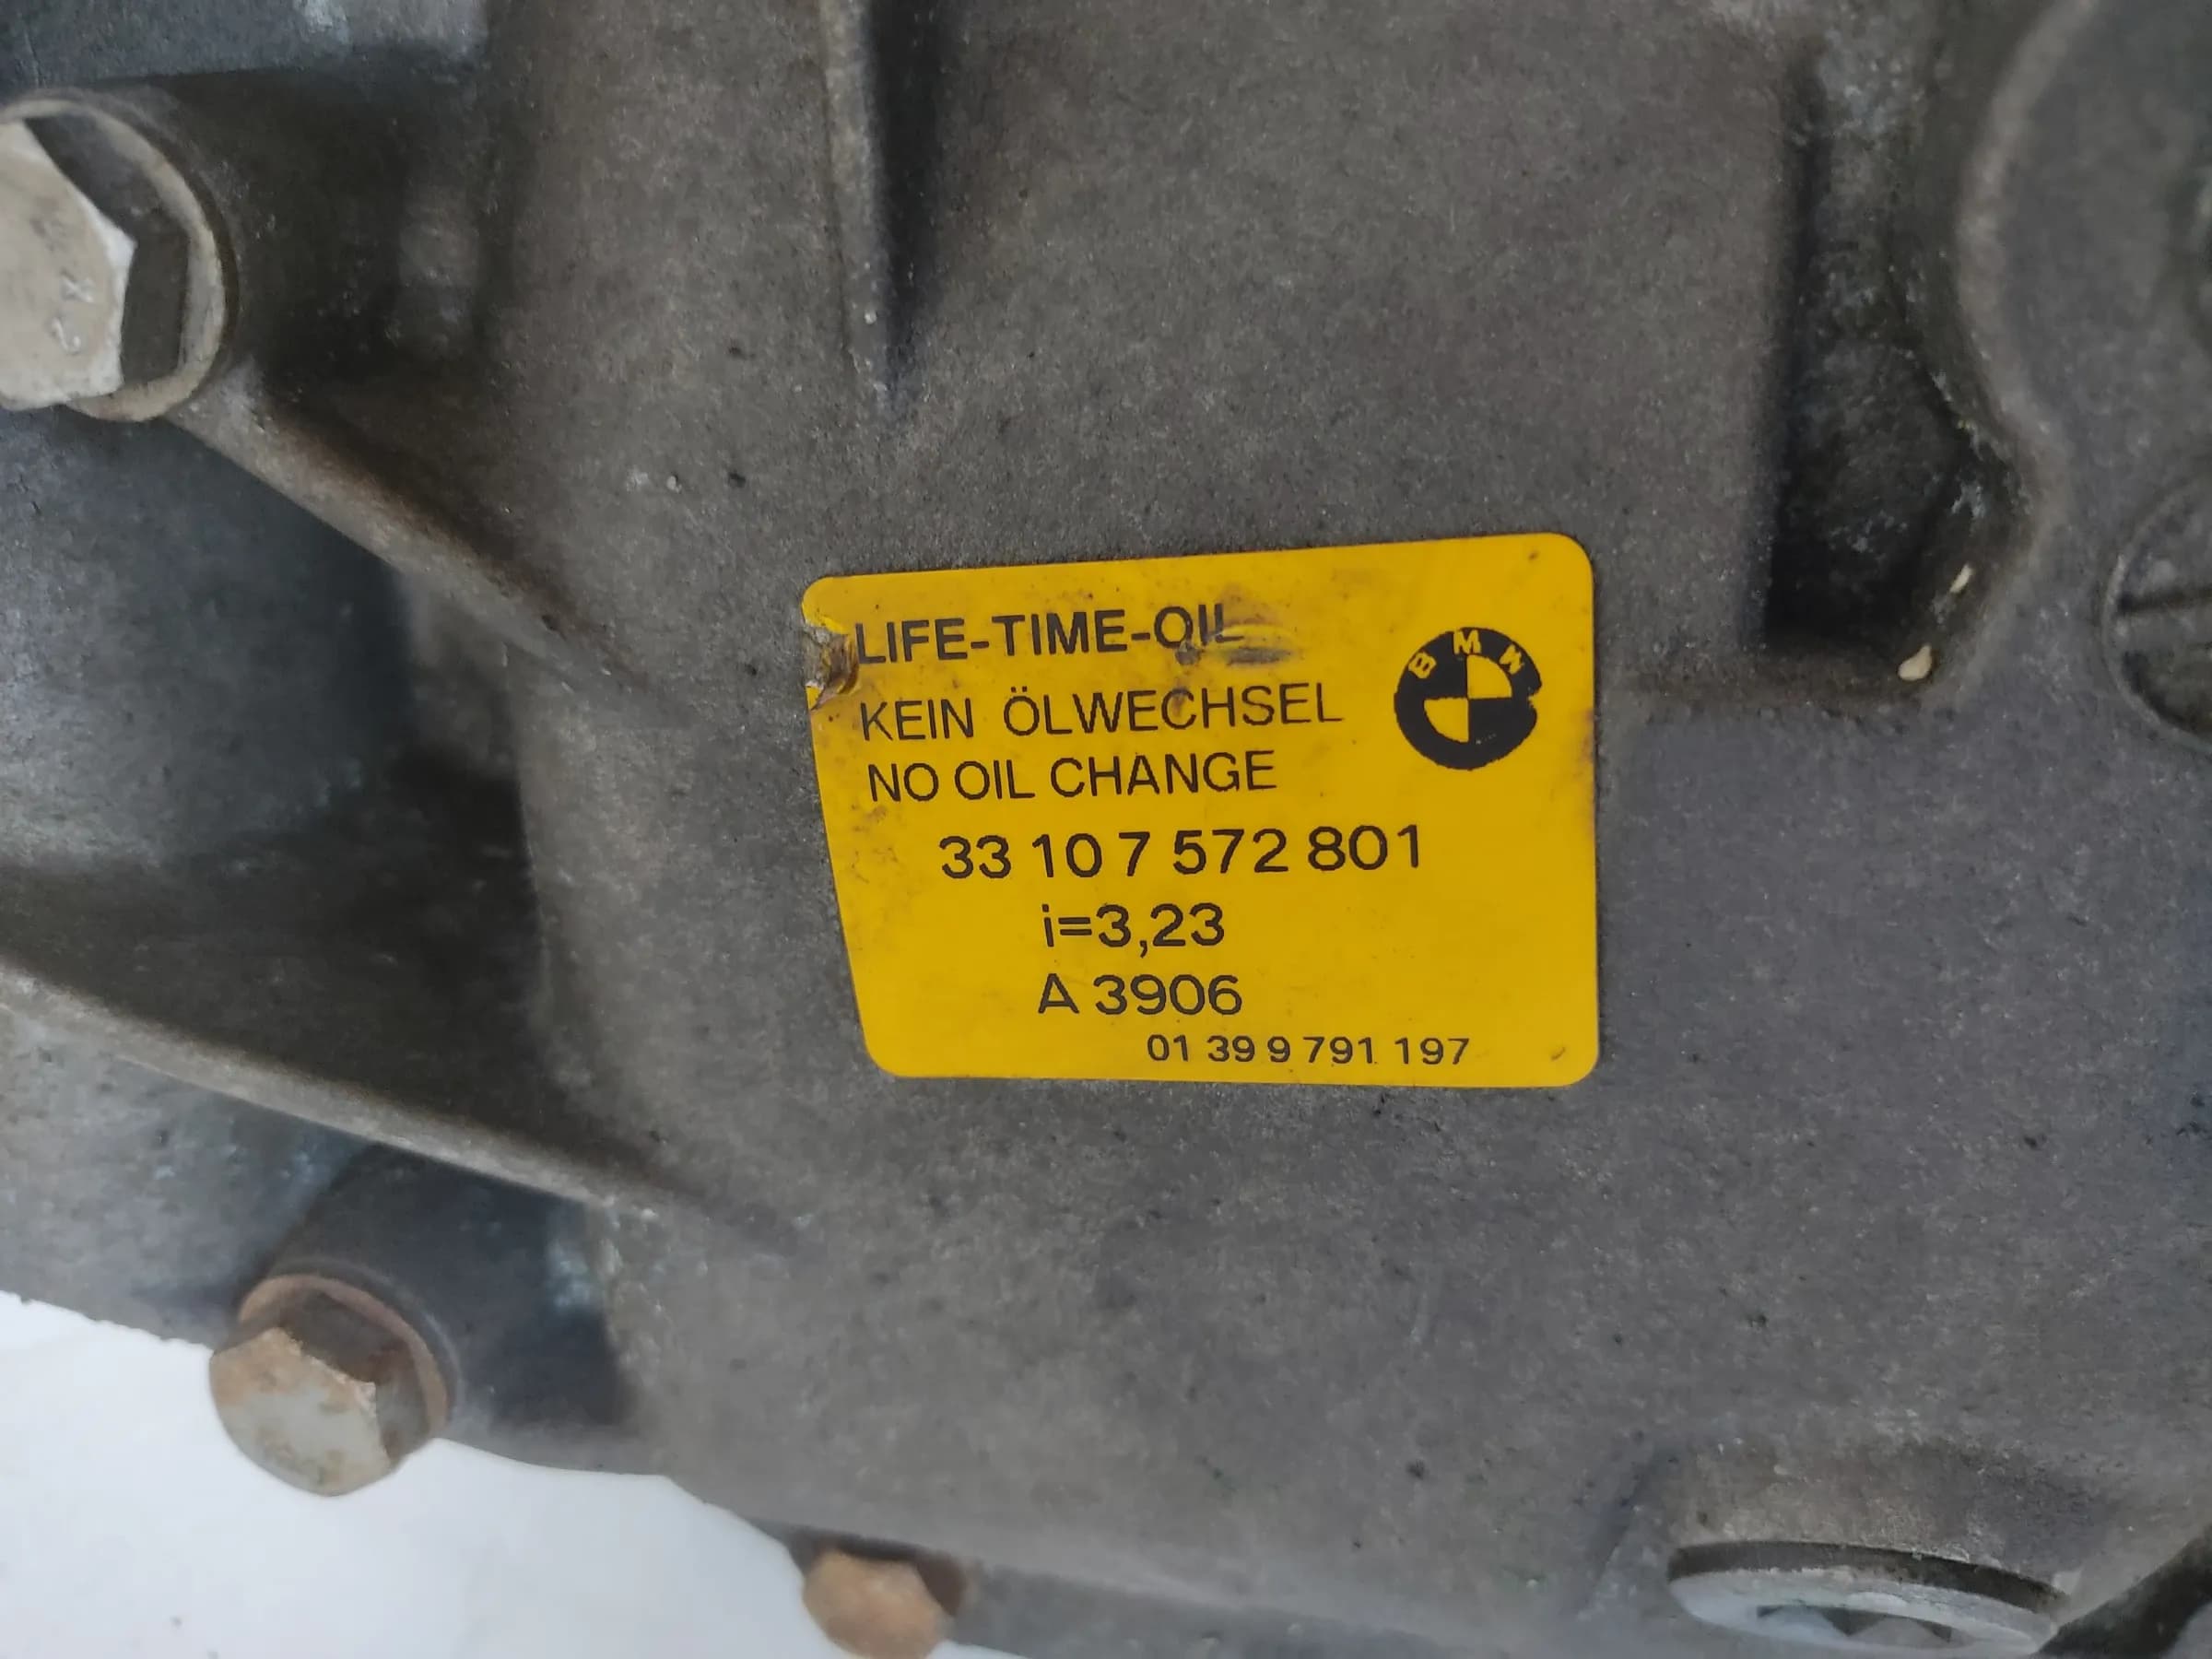 LIFE-TIME-OIL
KEIN ÖLWECHSEL
NO OIL CHANGE
BMW
33 10 7 572 801
i=3,23
A 3906
01 39 9 791 197